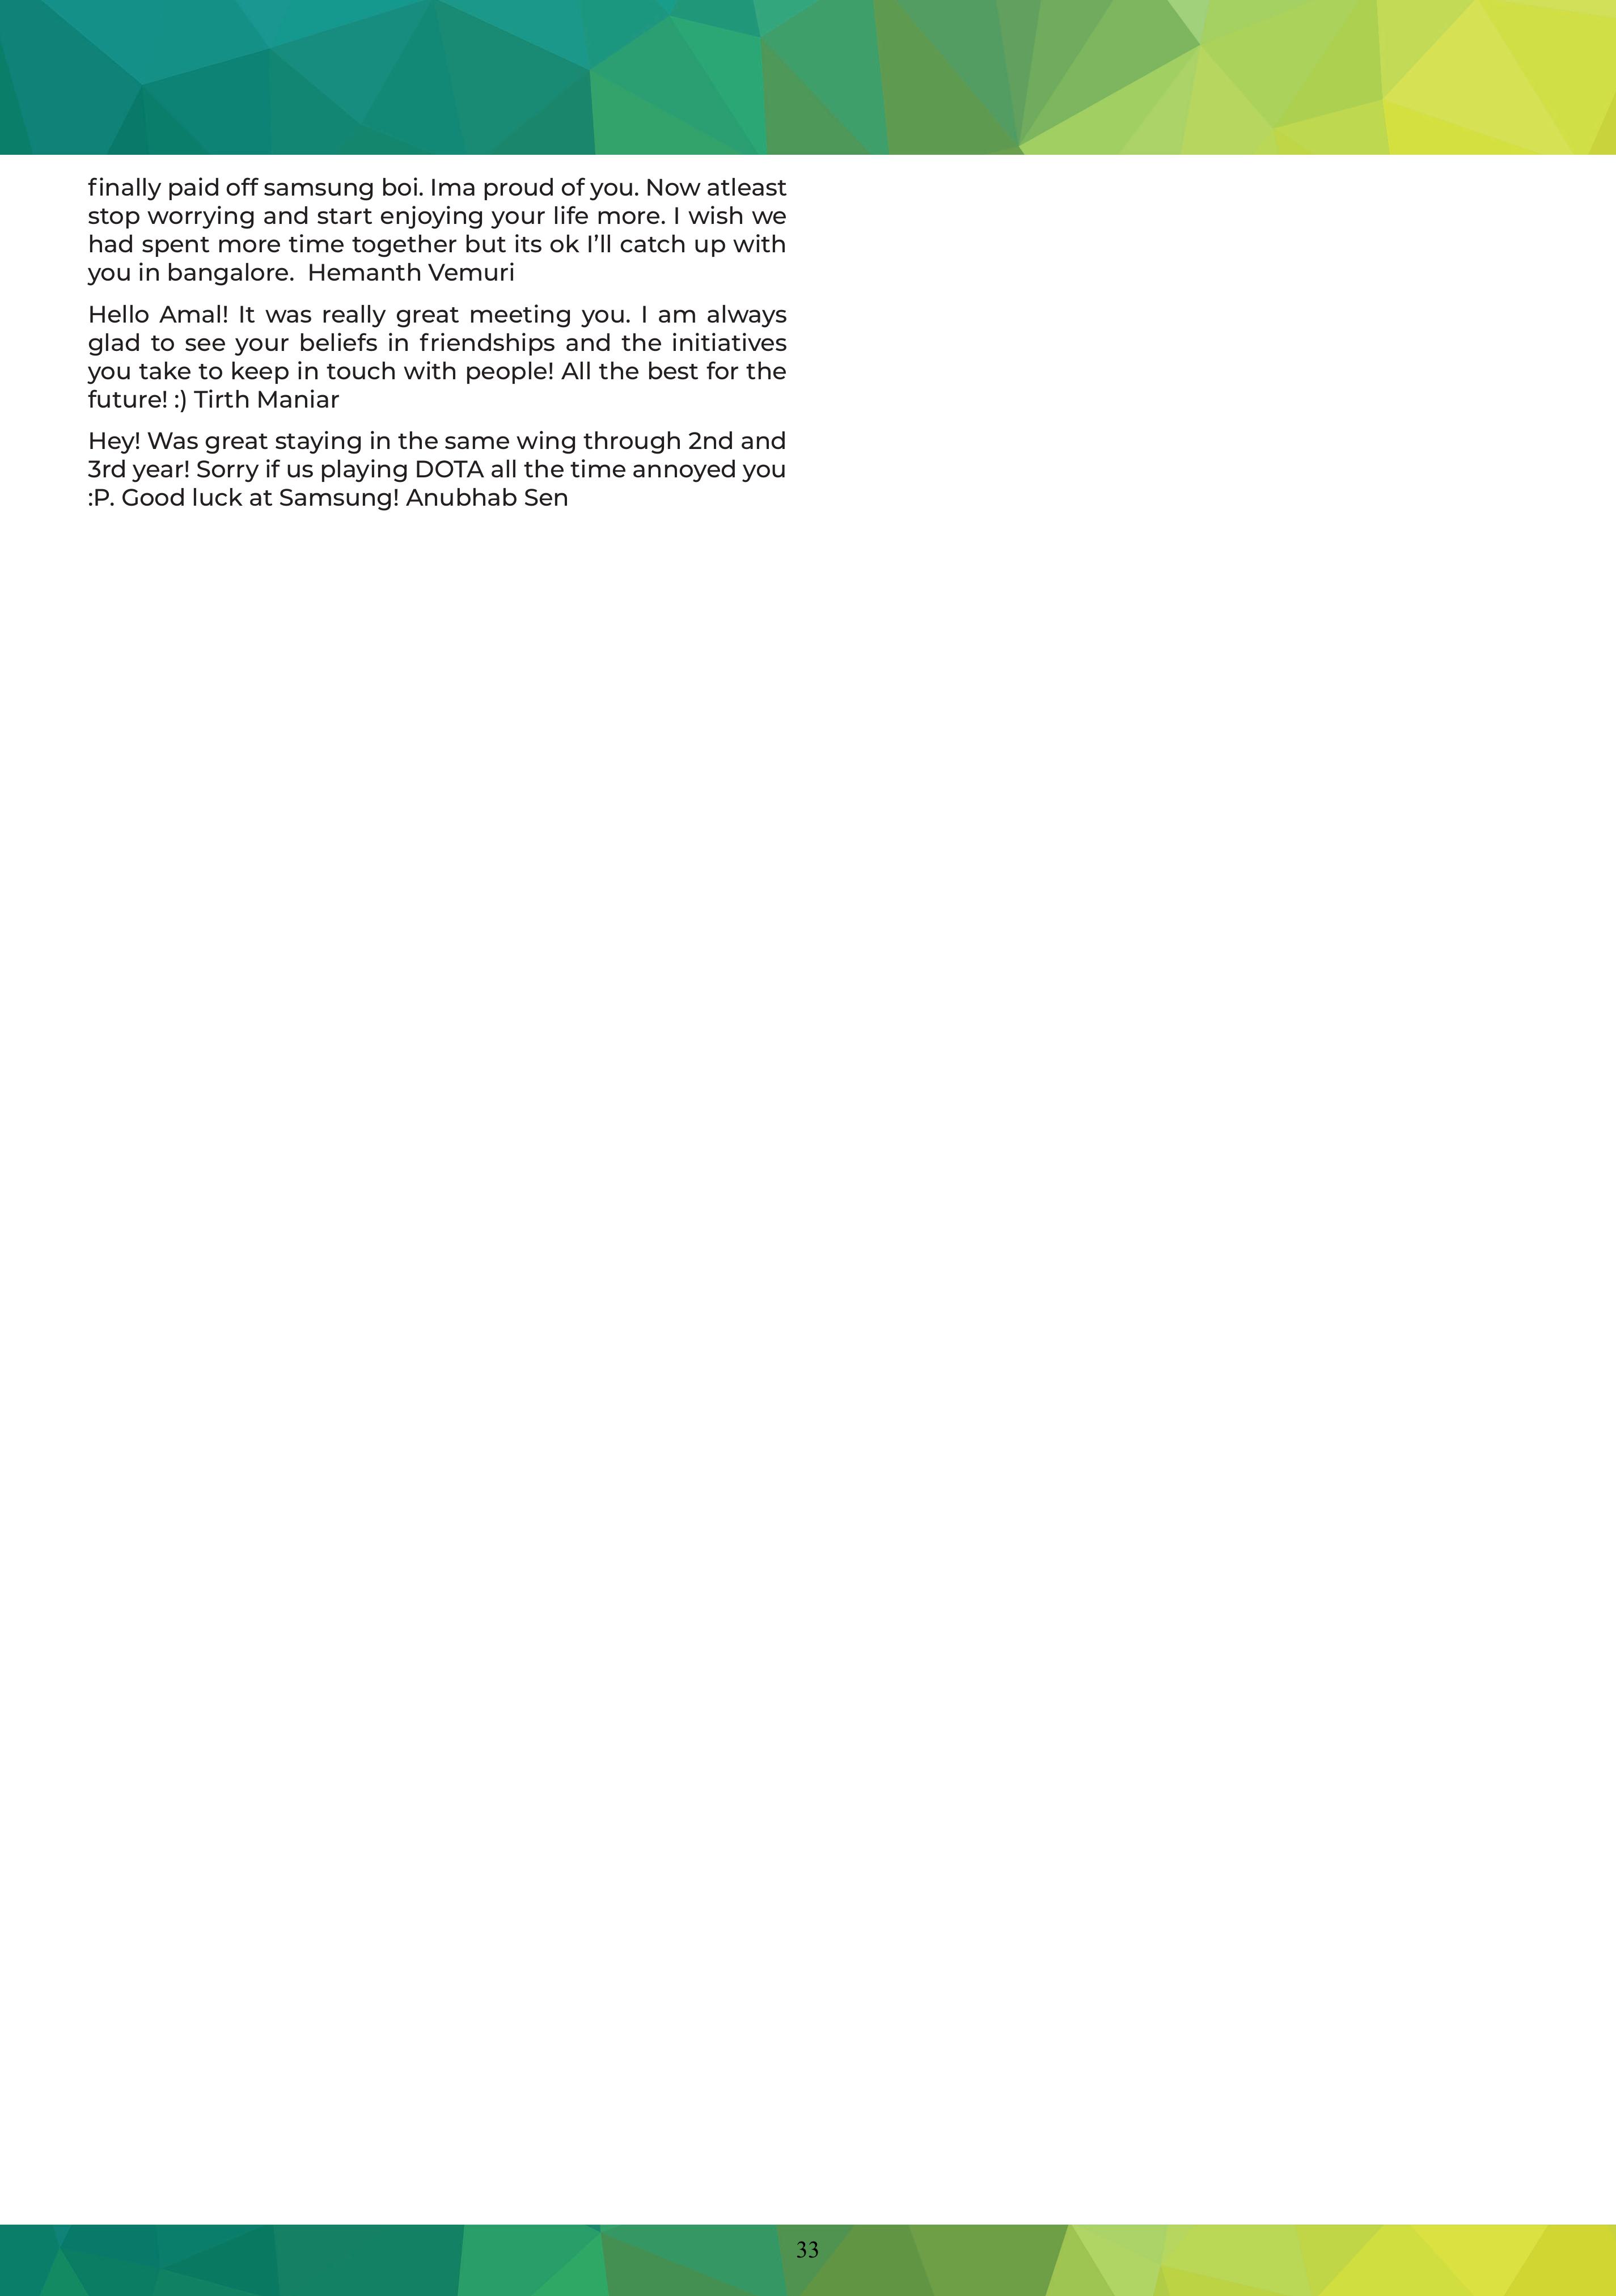 finally paid off samsung boi. Ima proud of you. Now atleast
stop worrying and start enjoying your life more. I wish we
had spent more time together but its ok I’ll catch up with
you in bangalore.  Hemanth Vemuri
Hello Amal! It was really great meeting you. I am always
glad to see your beliefs in friendships and the initiatives
you take to keep in touch with people! All the best for the
future! :) Tirth Maniar
Hey! Was great staying in the same wing through 2nd and
3rd year! Sorry if us playing DOTA all the time annoyed you
:P. Good luck at Samsung! Anubhab Sen
33